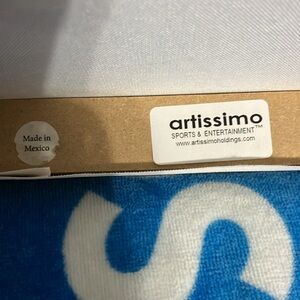 Made in
Mexico
artissimo
SPORTS & ENTERTAINMENT™
www.artissimoholdings.com
S